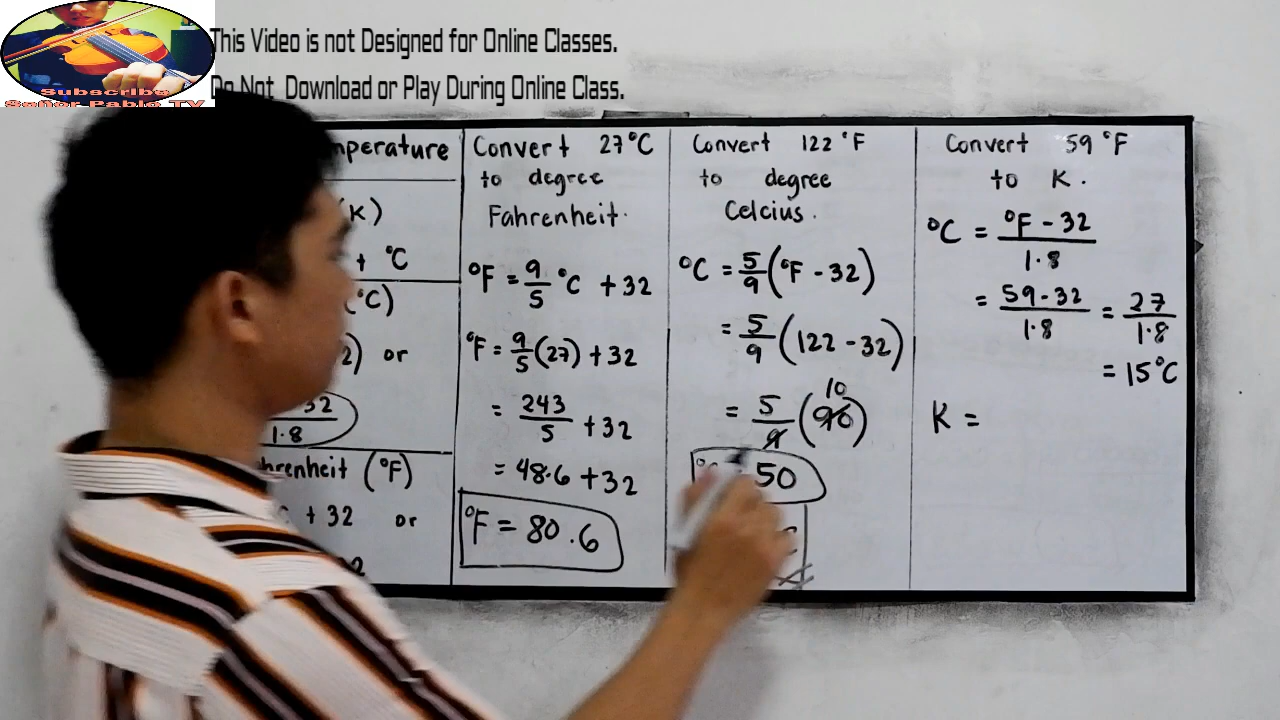 This Video is not Designed for Online Classes.
Do Not Download or Play During Online Class.
Subscribe
Señor Pablo TV
mperature
(K)
+ °C
(°C)
2) or
32
1.8
hrenheit (°F)
+ 32 or
Convert 27°C
to degree
Fahrenheit.
°F = 9/5 °C + 32
°F = 9/5 (27) + 32
= 243/5 + 32
= 48.6 + 32
°F = 80.6
Convert 122 °F
to degree
Celcius.
°C = 5/9 (°F - 32)
= 5/9 (122 - 32)
10
= 5/9 (90)
50
Convert 59 °F
to K.
°C = °F - 32 / 1.8
= 59 - 32 / 1.8 = 27 / 1.8
= 15°C
K =